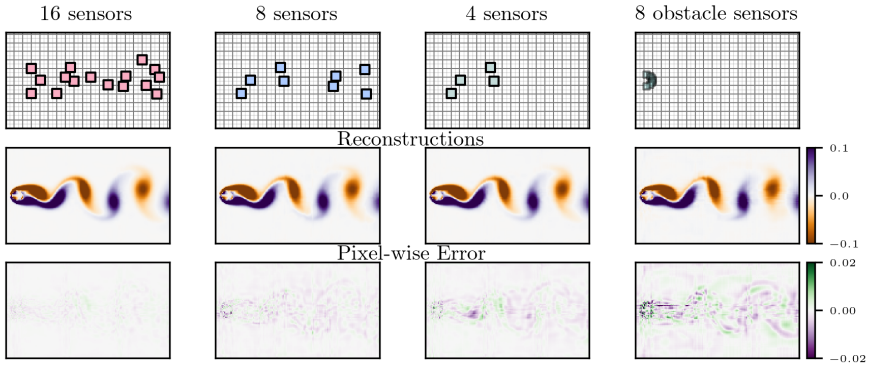 16 sensors
8 sensors
4 sensors
8 obstacle sensors
Reconstructions
0.1
0.0
−0.1
Pixel-wise Error
0.02
0.00
−0.02